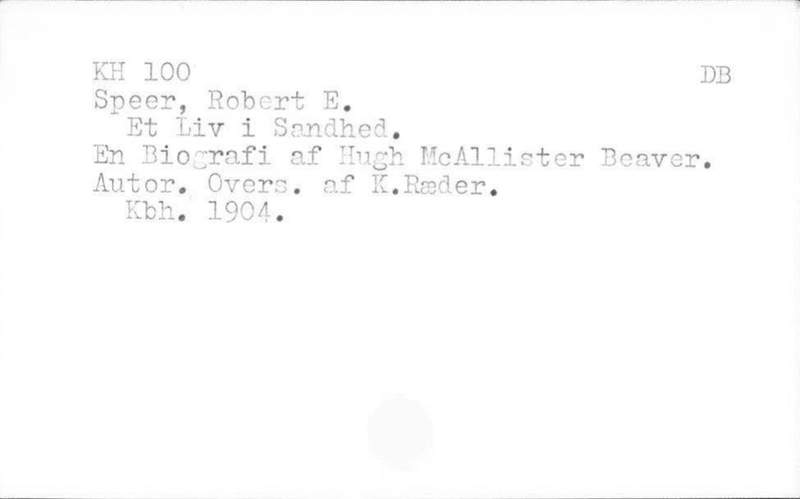 KH 100 DB
Speer, Robert E.
Et Liv i Sandhed.
En Biografi af Hugh McAllister Beaver.
Autor. Overs. af K.Ræder.
Kbh. 1904.